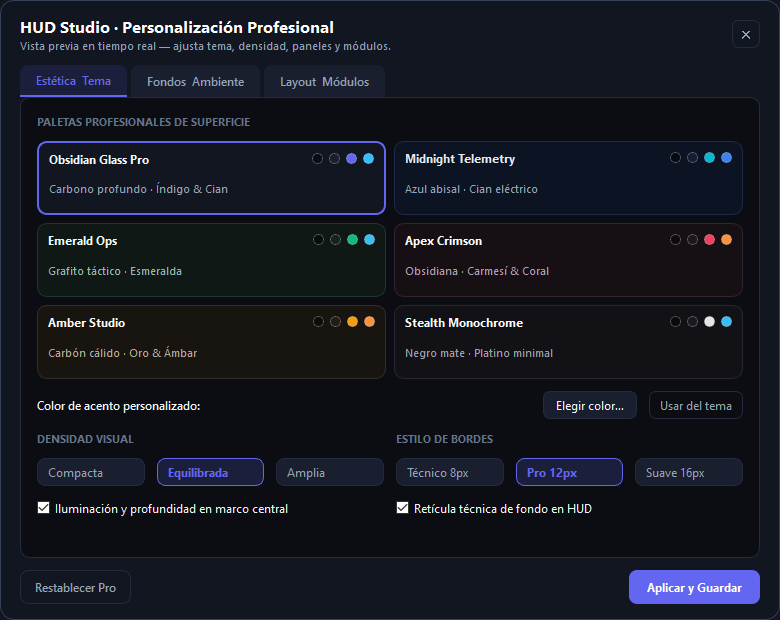 HUD Studio · Personalización Profesional
Vista previa en tiempo real — ajusta tema, densidad, paneles y módulos.
Estética Tema
Fondos Ambiente
Layout Módulos
PALETAS PROFESIONALES DE SUPERFICIE
Obsidian Glass Pro
Carbono profundo · Índigo & Cian
Midnight Telemetry
Azul abisal · Cian eléctrico
Emerald Ops
Grafito táctico · Esmeralda
Apex Crimson
Obsidiana · Carmesí & Coral
Amber Studio
Carbón cálido · Oro & Ámbar
Stealth Monochrome
Negro mate · Platino minimal
Color de acento personalizado:
Elegir color...
Usar del tema
DENSIDAD VISUAL
Compacta
Equilibrada
Amplia
ESTILO DE BORDES
Técnico 8px
Pro 12px
Suave 16px
Iluminación y profundidad en marco central
Retícula técnica de fondo en HUD
Restablecer Pro
Aplicar y Guardar